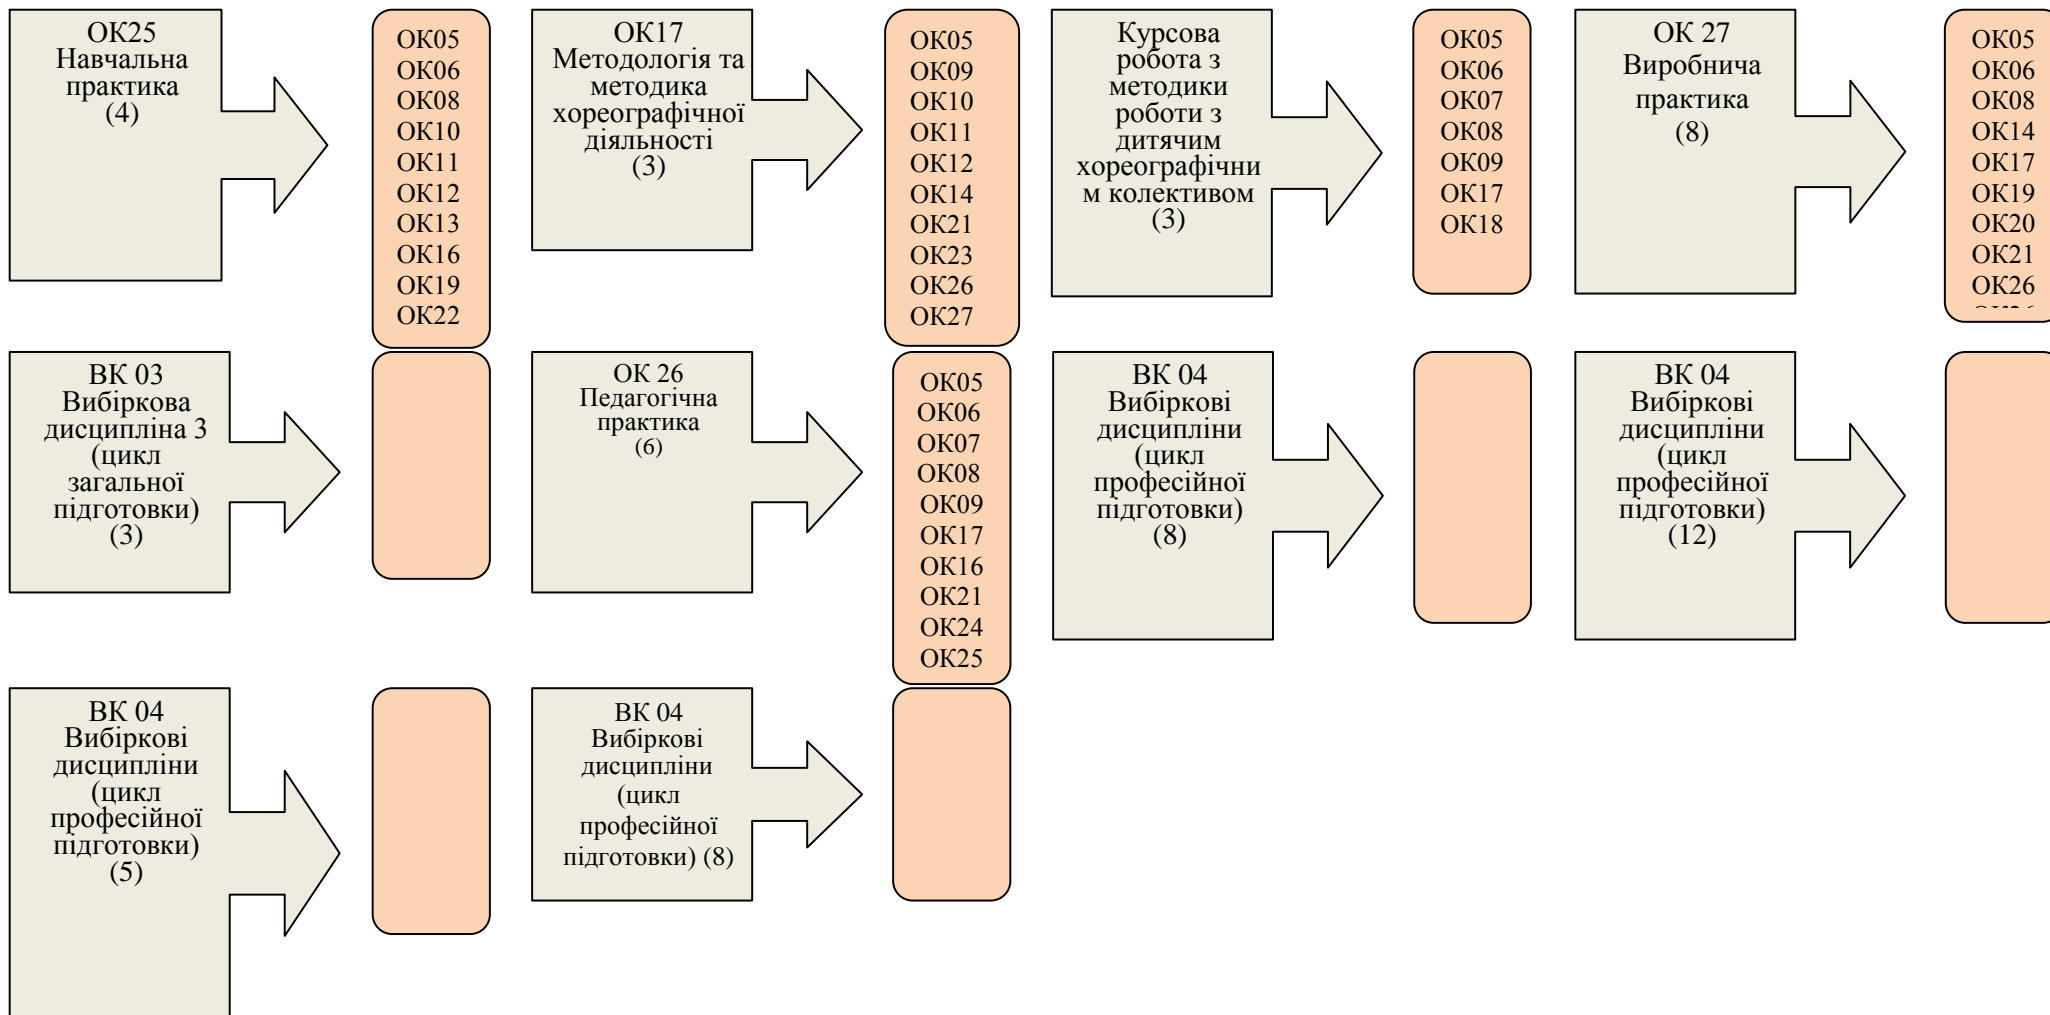 ОК25
Навчальна
практика
(4)
ОК05
ОК06
ОК08
ОК10
ОК11
ОК12
ОК13
ОК16
ОК19
ОК22
ОК17
Методологія та
методика
хореографічної
діяльності
(3)
ОК05
ОК09
ОК10
ОК11
ОК12
ОК14
ОК21
ОК23
ОК26
ОК27
Курсова
робота з
методики
роботи з
дитячим
хореографічни
м колективом
(3)
ОК05
ОК06
ОК07
ОК08
ОК09
ОК17
ОК18
ОК 27
Виробнича
практика
(8)
ОК05
ОК06
ОК08
ОК14
ОК17
ОК19
ОК20
ОК21
ОК26
ВК 03
Вибіркова
дисципліна 3
(цикл
загальної
підготовки)
(3)
ОК 26
Педагогічна
практика
(6)
ОК05
ОК06
ОК07
ОК08
ОК09
ОК17
ОК16
ОК21
ОК24
ОК25
ВК 04
Вибіркові
дисципліни
(цикл
професійної
підготовки)
(8)
ВК 04
Вибіркові
дисципліни
(цикл
професійної
підготовки)
(12)
ВК 04
Вибіркові
дисципліни
(цикл
професійної
підготовки)
(5)
ВК 04
Вибіркові
дисципліни
(цикл
професійної
підготовки) (8)